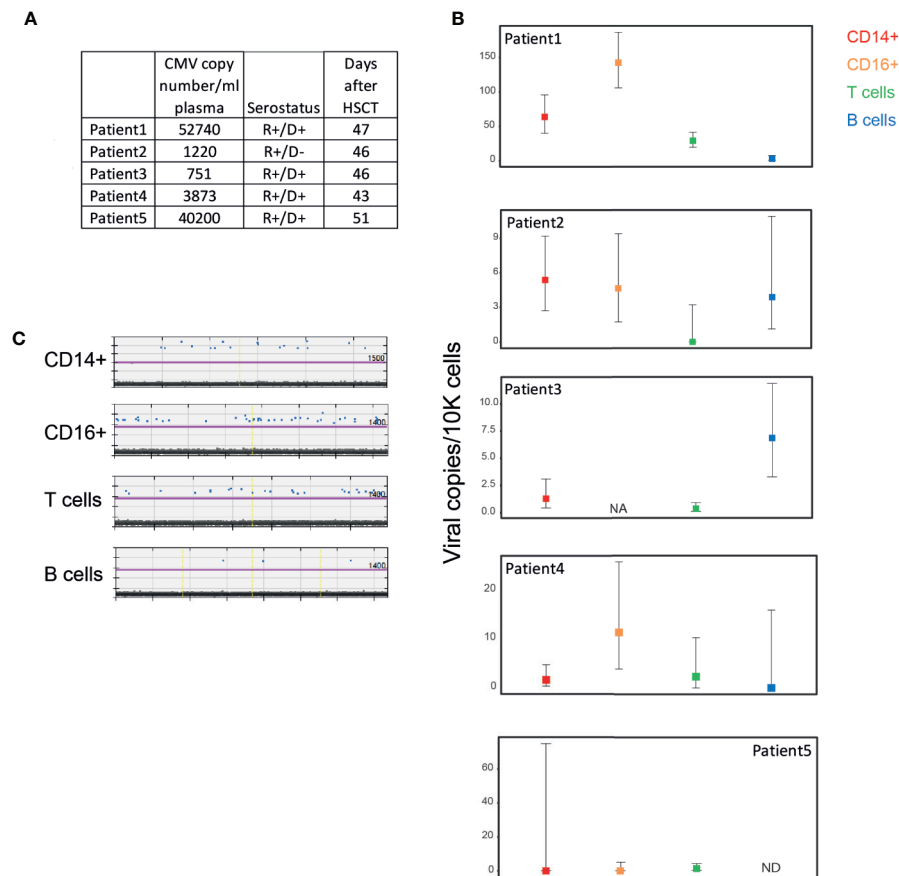 A
CMV copy number/ml plasma Serostatus Days after HSCT
Patient1 52740 R+/D+ 47
Patient2 1220 R+/D- 46
Patient3 751 R+/D+ 46
Patient4 3873 R+/D+ 43
Patient5 40200 R+/D+ 51
B
CD14+
CD16+
T cells
B cells
Viral copies/10K cells
Patient1
150
100
50
0
Patient2
9
6
3
0
Patient3
10.0
7.5
5.0
2.5
0.0
NA
Patient4
20
10
0
Patient5
60
40
20
0
ND
C
CD14+
1500
CD16+
1400
T cells
1400
B cells
1400